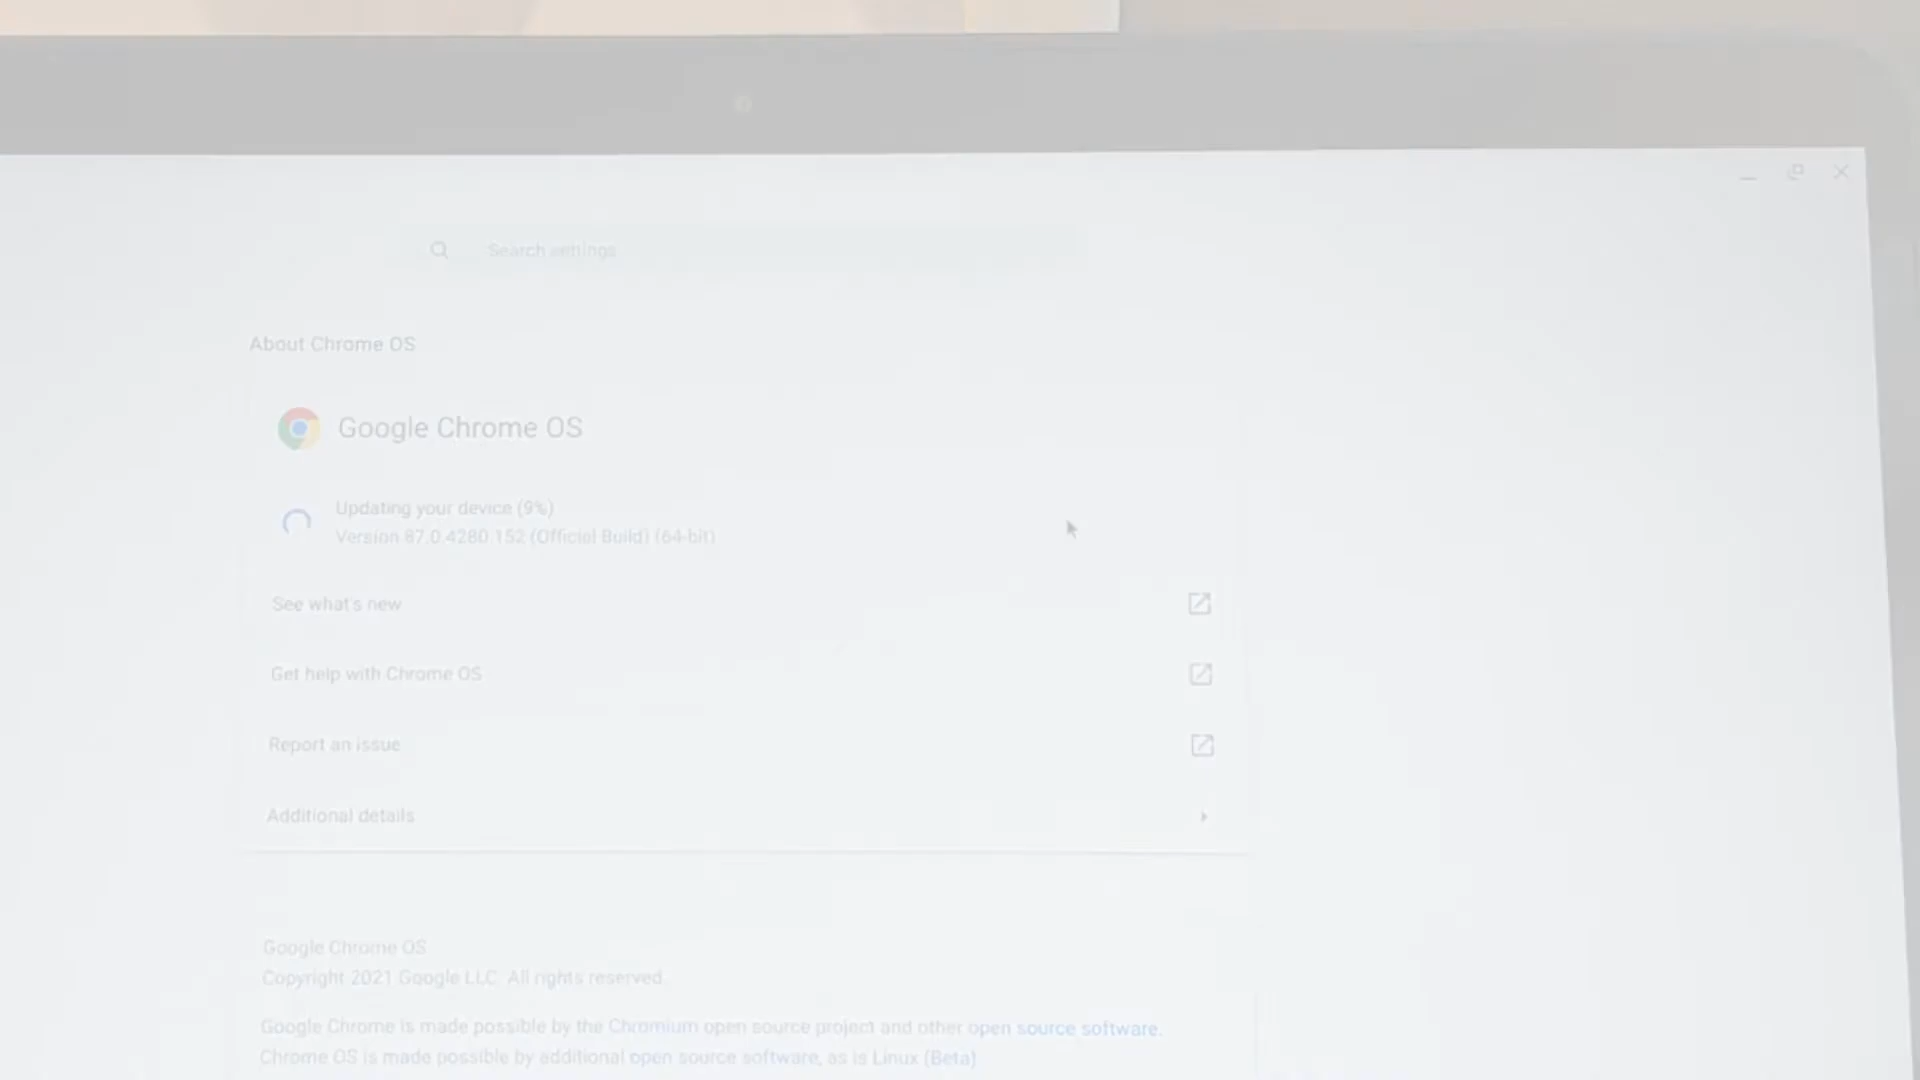 Search settings
About Chrome OS
Google Chrome OS
Updating your device (9%)
Version 87.0.4280.152 (Official Build) (64-bit)
See what's new
Get help with Chrome OS
Report an issue
Additional details
Google Chrome OS
Copyright 2021 Google LLC. All rights reserved.
Google Chrome is made possible by the Chromium open source project and other open source software.
Chrome OS is made possible by additional open source software, as is Linux (Beta)